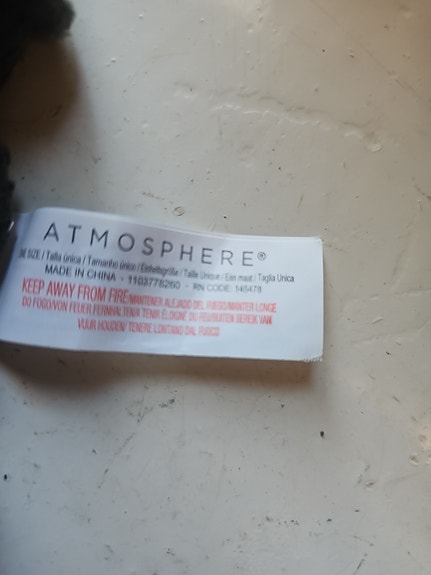 ATMOSPHERE®
SIZE / Talla única / Tamanho único / Einheitsgröße / Taille Unique / Een maat / Taglia Unica
MADE IN CHINA - 1103778260 - RN CODE: 145478
KEEP AWAY FROM FIRE/MANTENER ALEJADO DEL FUEGO/MANTER LONGE
DO FOGO/VON FEUER FERNHALTEN/A TENIR ÉLOIGNÉ DU FEU/BUITEN BEREIK VAN
VUUR HOUDEN/ TENERE LONTANO DAL FUOCO